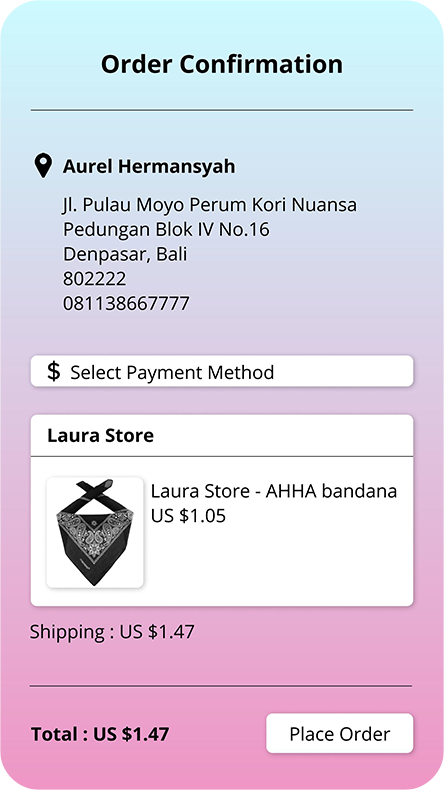 Order Confirmation
Aurel Hermansyah
Jl. Pulau Moyo Perum Kori Nuansa
Pedungan Blok IV No.16
Denpasar, Bali
802222
081138667777
$ Select Payment Method
Laura Store
Laura Store - AHHA bandana
US $1.05
Shipping : US $1.47
Total : US $1.47
Place Order